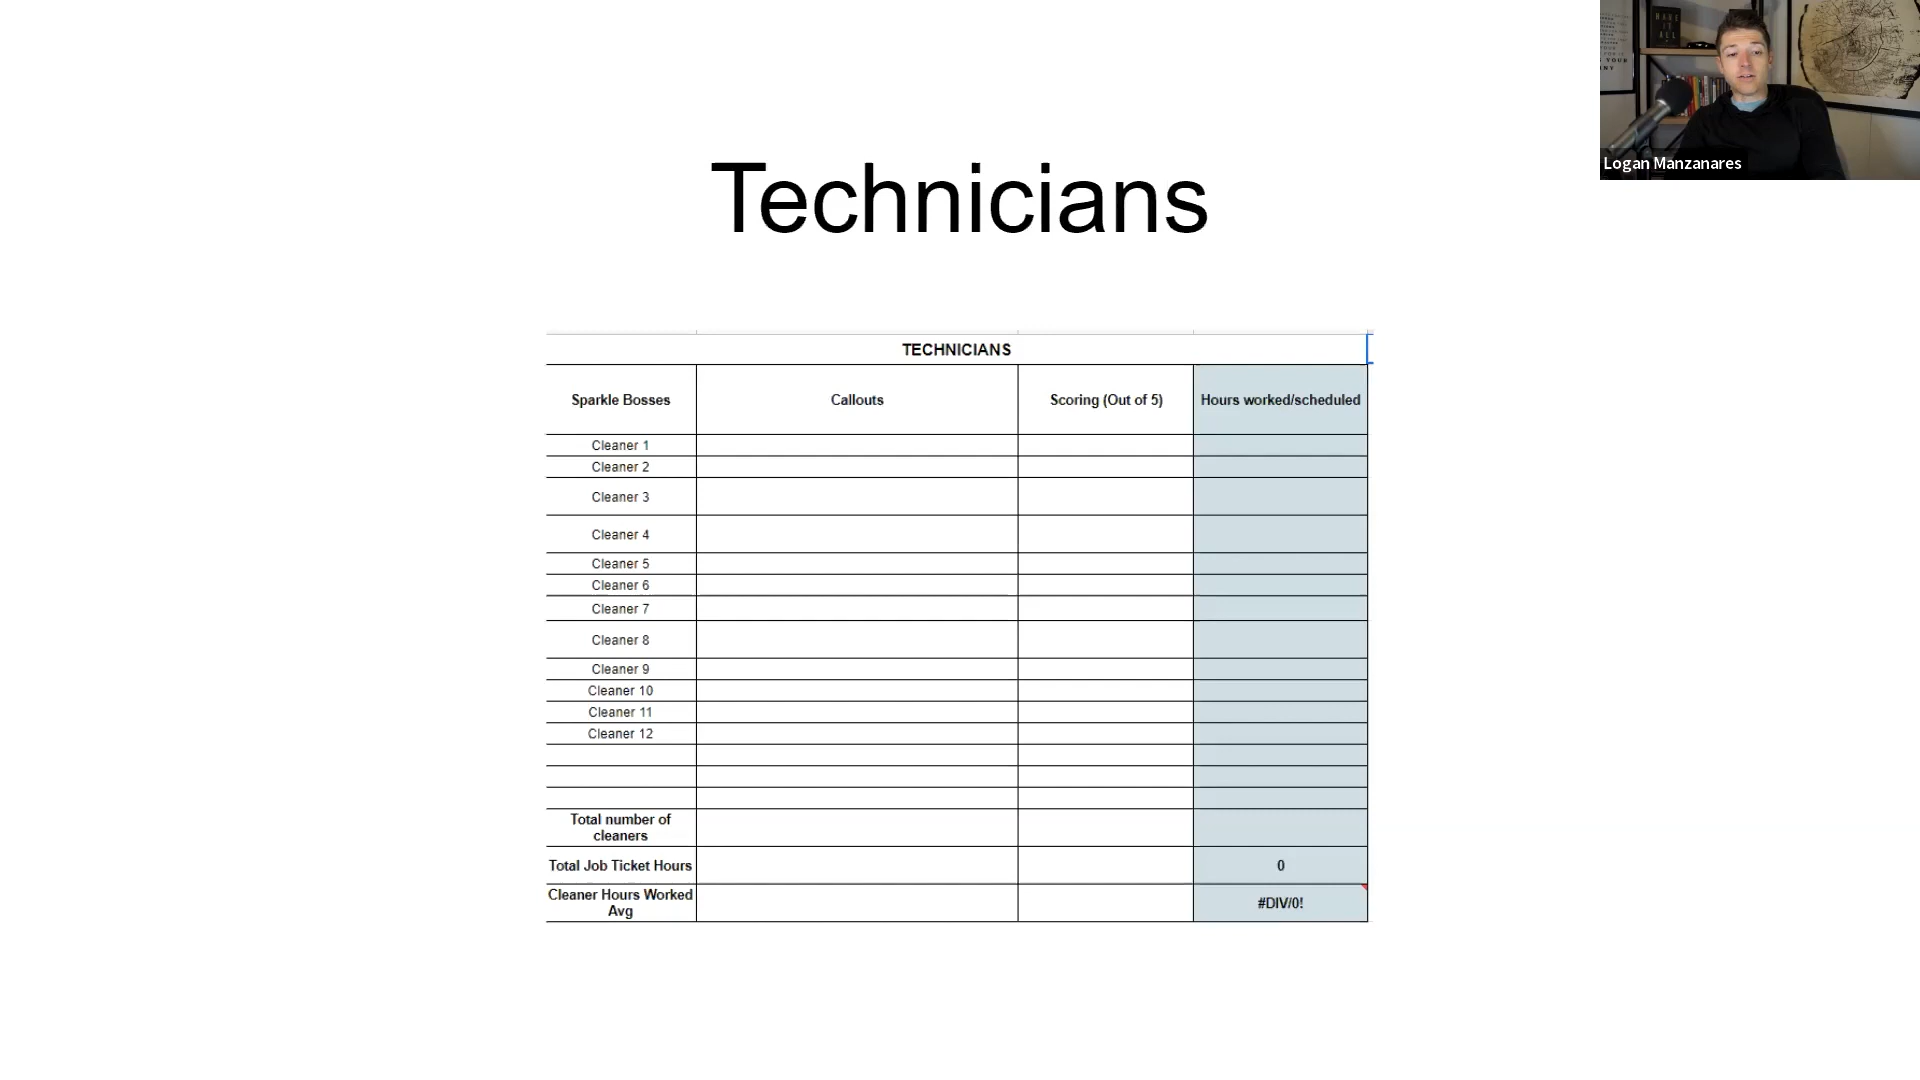 Technicians
TECHNICIANS
Sparkle Bosses Callouts Scoring (Out of 5) Hours worked/scheduled
Cleaner 1
Cleaner 2
Cleaner 3
Cleaner 4
Cleaner 5
Cleaner 6
Cleaner 7
Cleaner 8
Cleaner 9
Cleaner 10
Cleaner 11
Cleaner 12
Total number of
cleaners
Total Job Ticket Hours 0
Cleaner Hours Worked
Avg #DIV/0!
Logan Manzanares